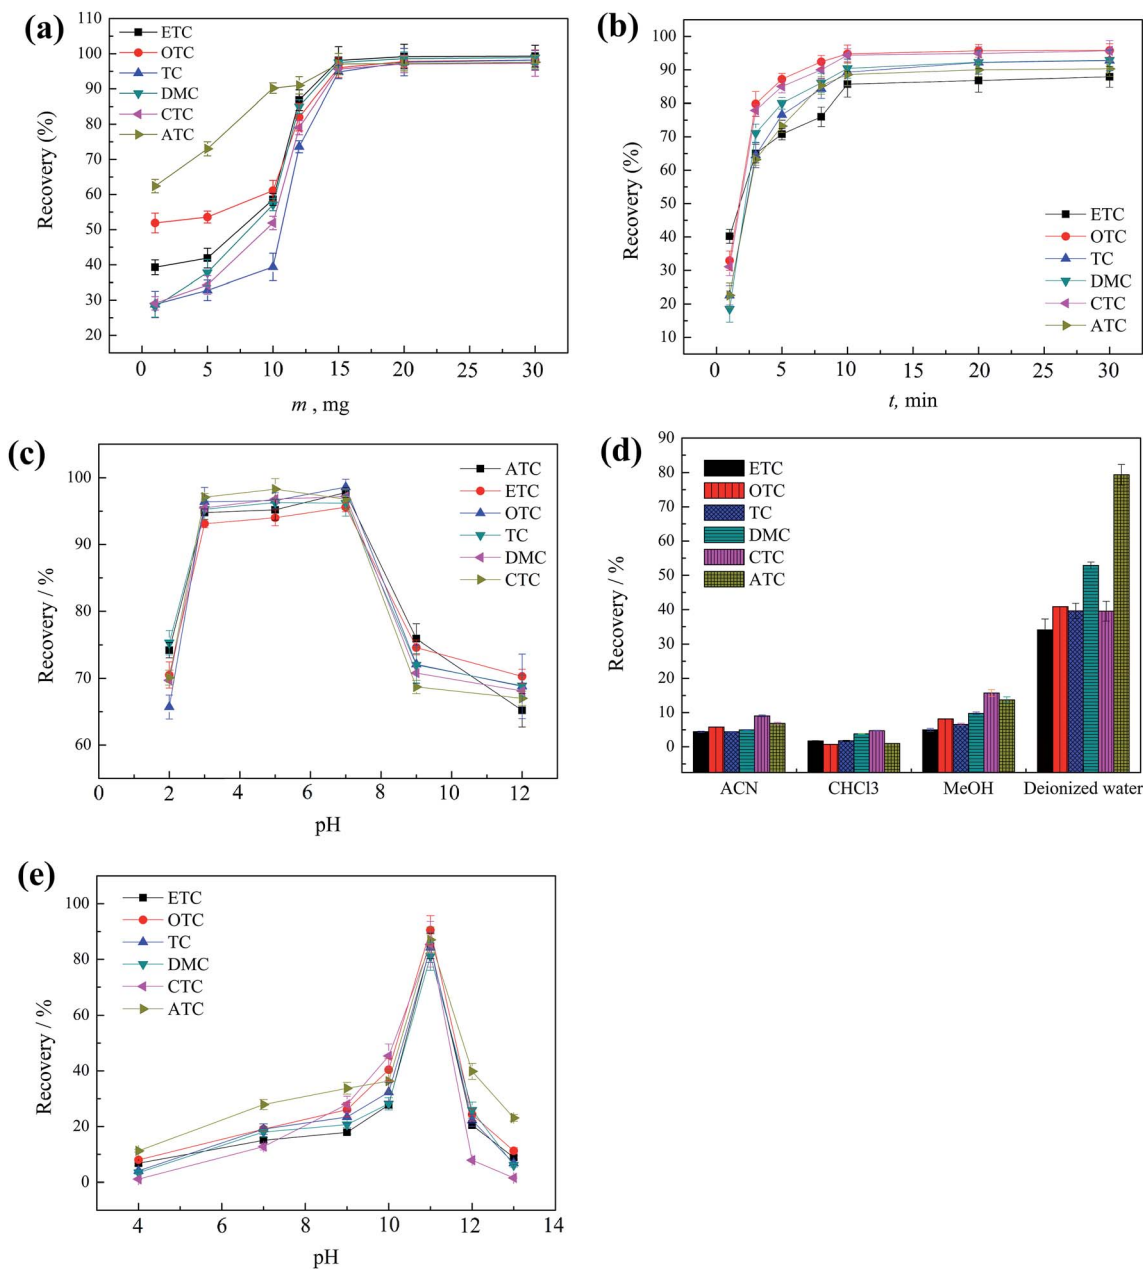 (a)
ETC
OTC
TC
DMC
CTC
ATC
Recovery (%)
110
100
90
80
70
60
50
40
30
20
0 5 10 15 20 25 30
m , mg
(b)
ETC
OTC
TC
DMC
CTC
ATC
Recovery (%)
100
90
80
70
60
50
40
30
20
10
0 5 10 15 20 25 30
t, min
(c)
ATC
ETC
OTC
TC
DMC
CTC
Recovery / %
100
90
80
70
60
0 2 4 6 8 10 12
pH
(d)
ETC
OTC
TC
DMC
CTC
ATC
Recovery / %
90
80
70
60
50
40
30
20
10
0
ACN CHCl3 MeOH Deionized water
(e)
ETC
OTC
TC
DMC
CTC
ATC
Recovery / %
100
80
60
40
20
0
4 6 8 10 12 14
pH